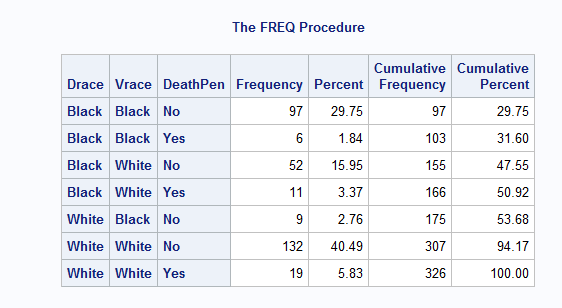 The FREQ Procedure
Cumulative Cumulative
Drace Vrace DeathPen Frequency Percent Frequency Percent
Black Black No 97 29.75 97 29.75
Black Black Yes 6 1.84 103 31.60
Black White No 52 15.95 155 47.55
Black White Yes 11 3.37 166 50.92
White Black No 9 2.76 175 53.68
White White No 132 40.49 307 94.17
White White Yes 19 5.83 326 100.00